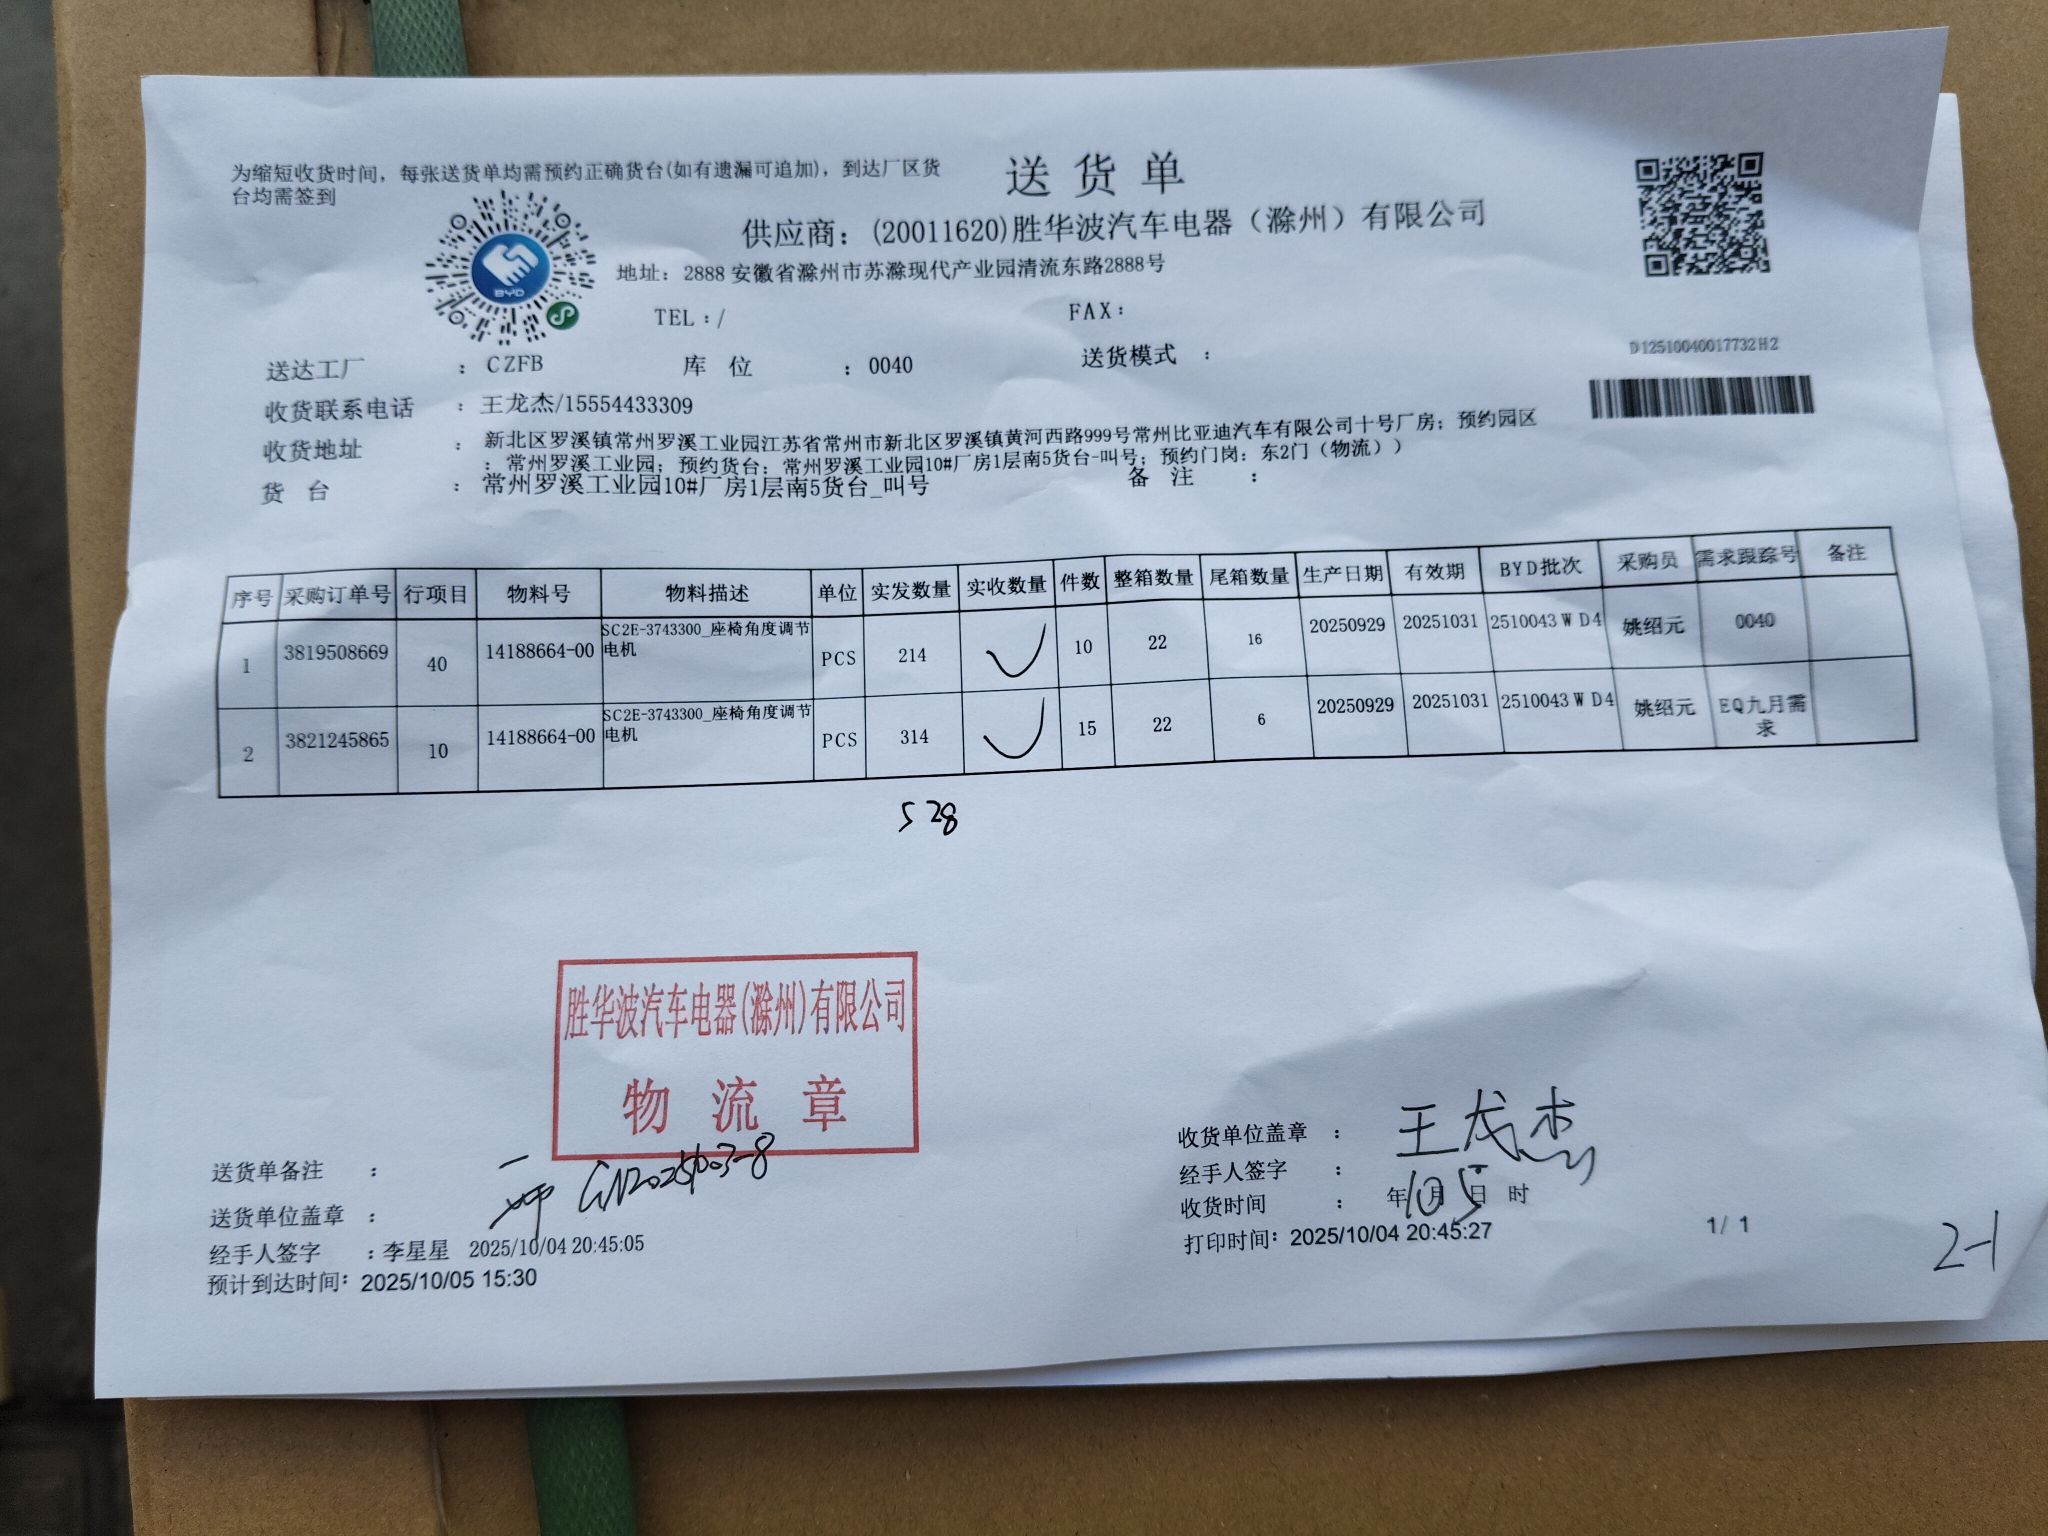 为缩短收货时间，每张送货单均需预约正确货台(如有遗漏可追加)，到达厂区货
台均需签到
送货单
供应商：(20011620)胜华波汽车电器（滁州）有限公司
BYD
地址：2888 安徽省滁州市苏滁现代产业园清流东路2888号
TEL：/ FAX：
D12510040017732H2
送达工厂 ：CZFB 库位 ：0040 送货模式 ：
收货联系电话 ：王龙杰/15554433309
收货地址 ：新北区罗溪镇常州罗溪工业园江苏省常州市新北区罗溪镇黄河西路999号常州比亚迪汽车有限公司十号厂房；预约园区
：常州罗溪工业园；预约货台：常州罗溪工业园10#厂房1层南5货台-叫号；预约门岗：东2门（物流））
货台 ：常州罗溪工业园10#厂房1层南5货台_叫号 备注 ：
序号 采购订单号 行项目 物料号 物料描述 单位 实发数量 实收数量 件数 整箱数量 尾箱数量 生产日期 有效期 BYD批次 采购员 需求跟踪号 备注
1 3819508669 40 14188664-00 SC2E-3743300_座椅角度调节电机 PCS 214 10 22 16 20250929 20251031 2510043WD4 姚绍元 0040
2 3821245865 10 14188664-00 SC2E-3743300_座椅角度调节电机 PCS 314 15 22 6 20250929 20251031 2510043WD4 姚绍元 EQ九月需求
528
胜华波汽车电器(滁州)有限公司
物流章
送货单备注 ：
送货单位盖章 ：
经手人签字 ：李星星 2025/10/04 20:45:05
预计到达时间：2025/10/05 15:30
收货单位盖章 ：王龙杰
经手人签字 ：
收货时间 ： 年10月5日 时
打印时间：2025/10/04 20:45:27
1/ 1
2-1